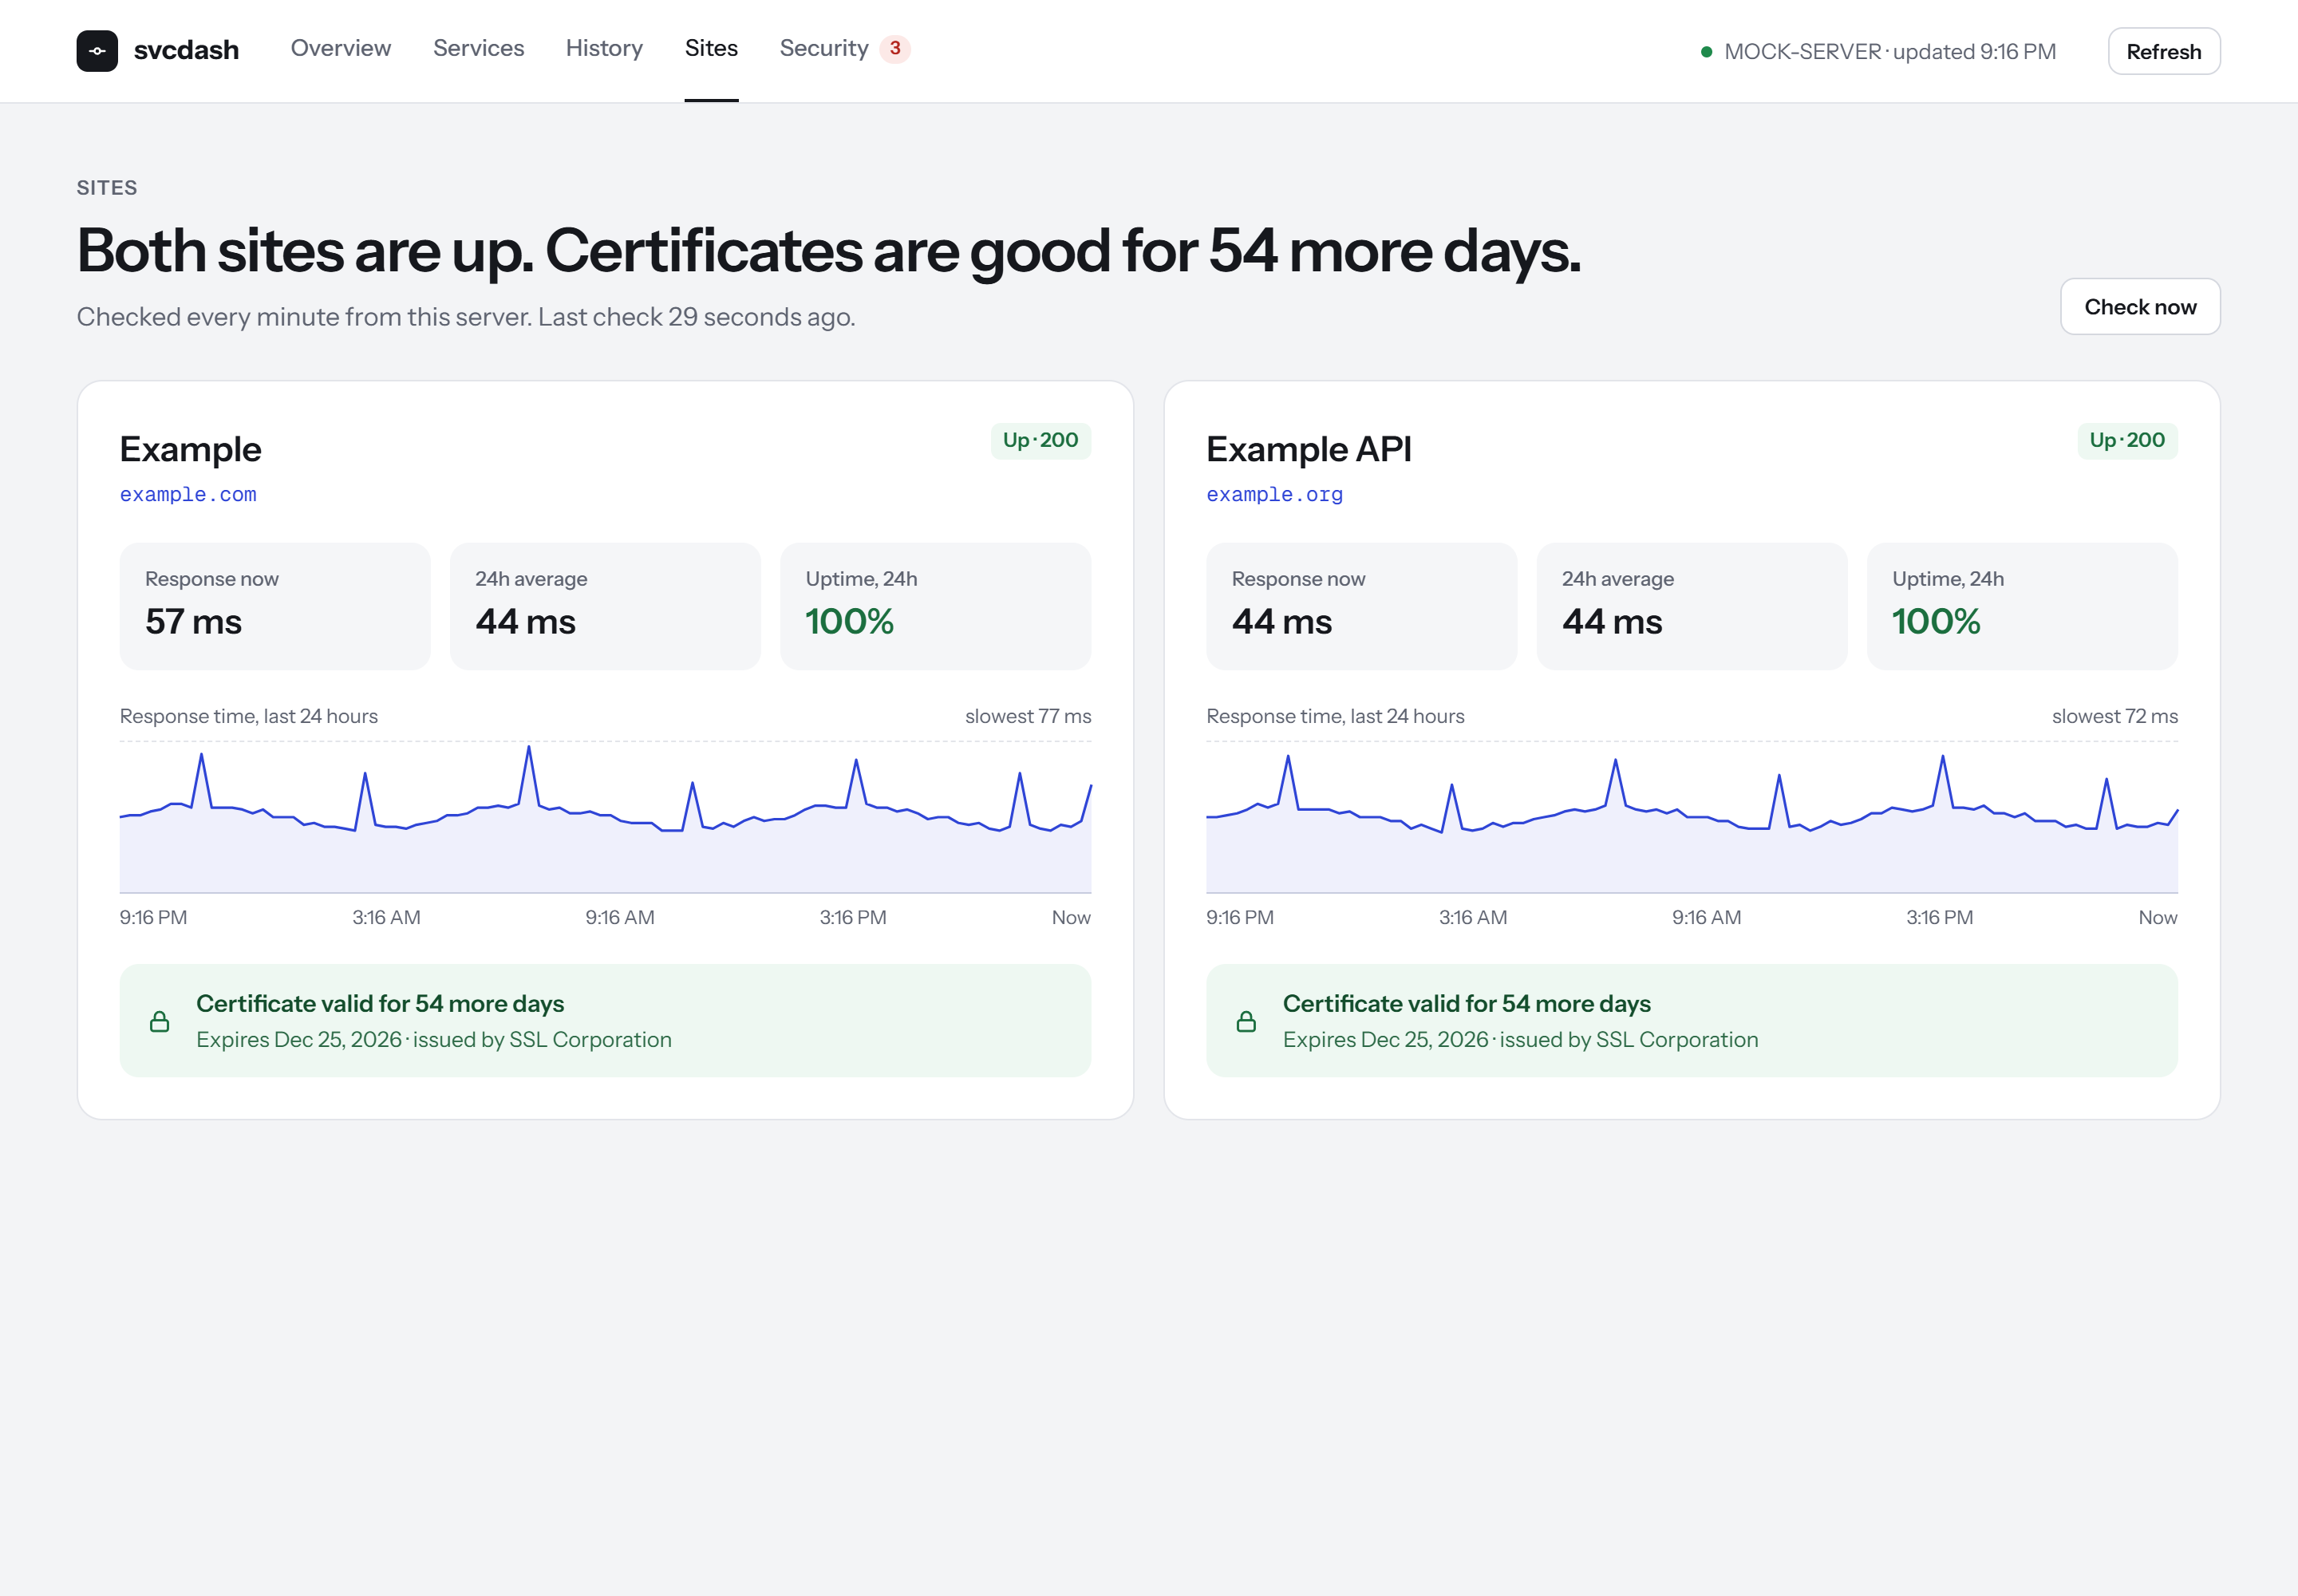 svcdash Overview Services History Sites Security 3 MOCK-SERVER · updated 9:16 PM Refresh
SITES
Both sites are up. Certificates are good for 54 more days.
Checked every minute from this server. Last check 29 seconds ago.
Check now
Example
Up · 200
example.com
Response now
57 ms
24h average
44 ms
Uptime, 24h
100%
Response time, last 24 hours
slowest 77 ms
9:16 PM 3:16 AM 9:16 AM 3:16 PM Now
Certificate valid for 54 more days
Expires Dec 25, 2026 · issued by SSL Corporation
Example API
Up · 200
example.org
Response now
44 ms
24h average
44 ms
Uptime, 24h
100%
Response time, last 24 hours
slowest 72 ms
9:16 PM 3:16 AM 9:16 AM 3:16 PM Now
Certificate valid for 54 more days
Expires Dec 25, 2026 · issued by SSL Corporation